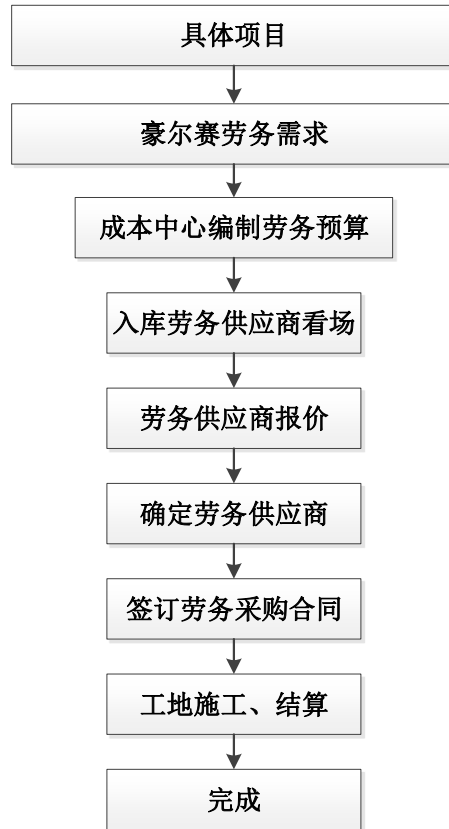 具体项目
豪尔赛劳务需求
成本中心编制劳务预算
入库劳务供应商看场
劳务供应商报价
确定劳务供应商
签订劳务采购合同
工地施工、结算
完成